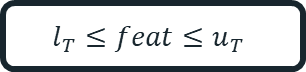 l_T ≤ feat ≤ u_T